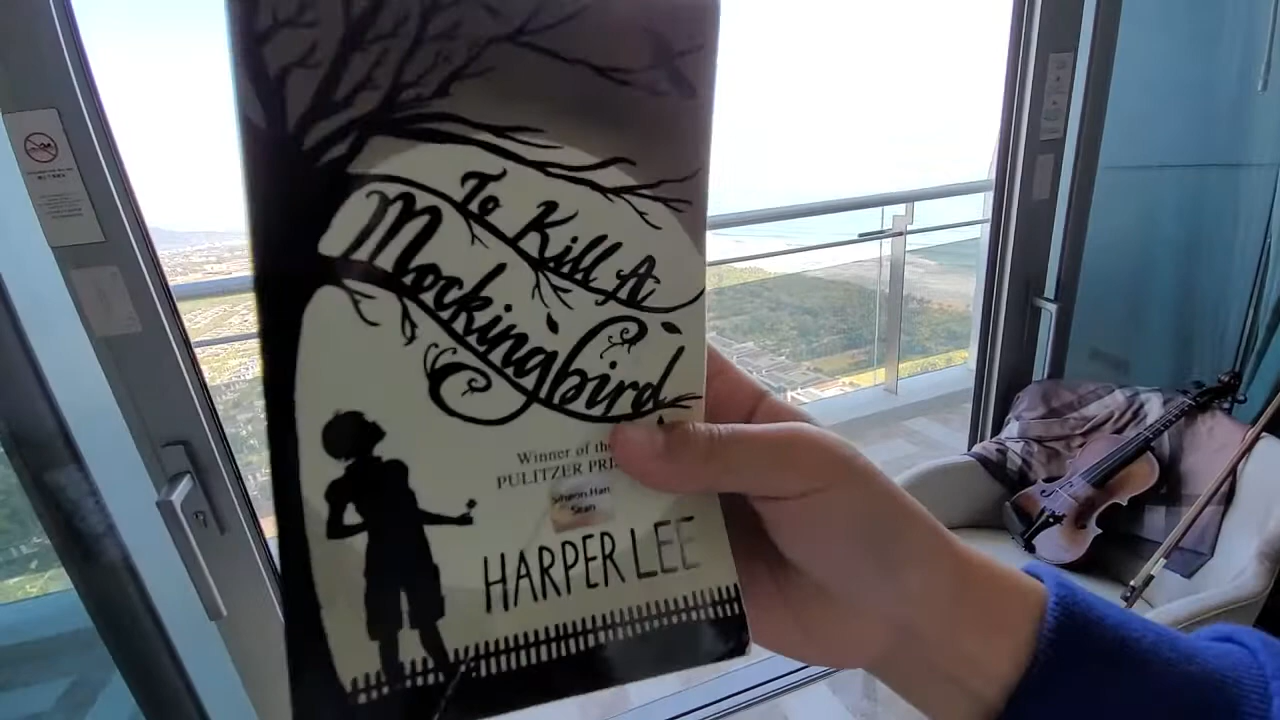 To Kill A
Mockingbird
Winner of the
PULITZER PRI
Sharon Han
Sean
HARPER LEE